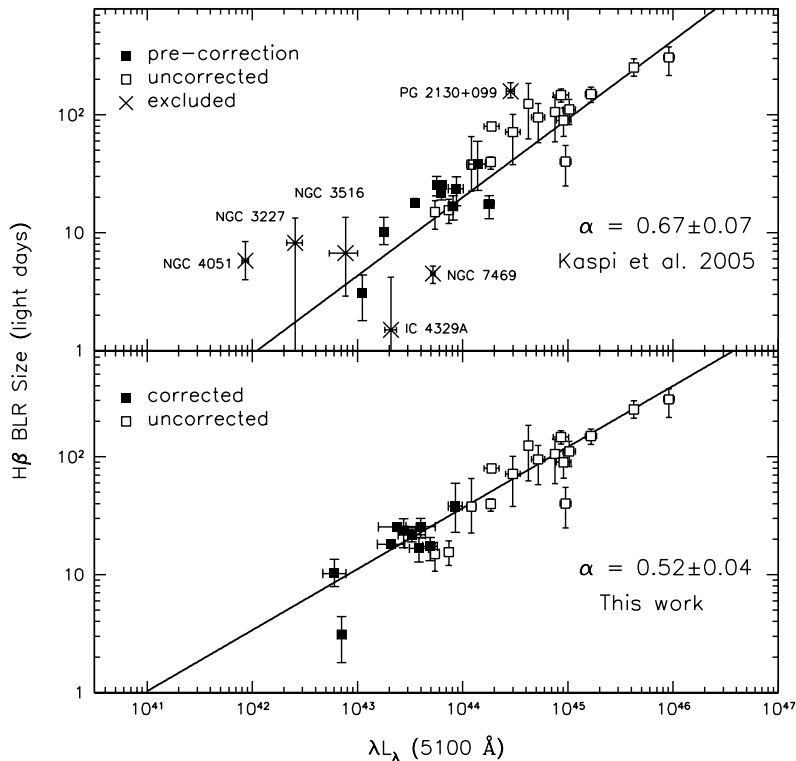 pre-correction
uncorrected
excluded
PG 2130+099
NGC 3516
NGC 3227
NGC 4051
NGC 7469
IC 4329A
α = 0.67±0.07
Kaspi et al. 2005
10²
10
1
corrected
uncorrected
α = 0.52±0.04
This work
10²
10
1
Hβ BLR Size (light days)
10⁴¹ 10⁴² 10⁴³ 10⁴⁴ 10⁴⁵ 10⁴⁶ 10⁴⁷
λL_λ (5100 Å)